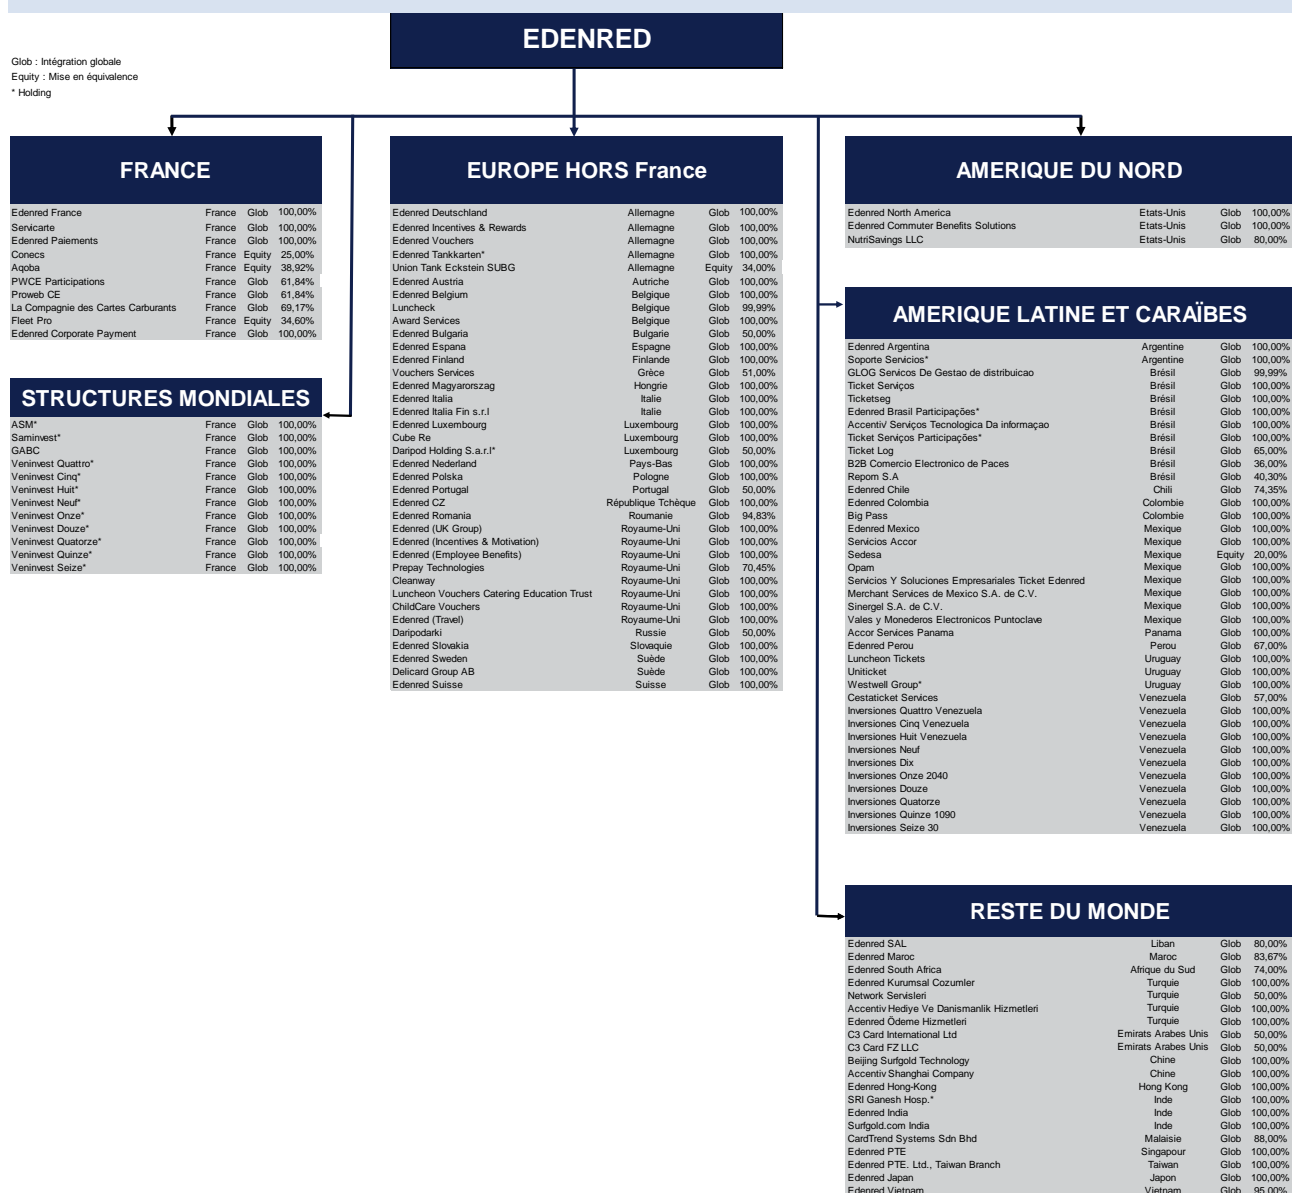 EDENRED
Glob : Intégration globale
Equity : Mise en équivalence
* Holding
FRANCE
Edenred France France Glob 100,00%
Servicarte France Glob 100,00%
Edenred Paiements France Glob 100,00%
Conecs France Equity 25,00%
Aqoba France Equity 38,92%
PWCE Participations France Glob 61,84%
Proweb CE France Glob 61,84%
La Compagnie des Cartes Carburants France Glob 69,17%
Fleet Pro France Equity 34,60%
Edenred Corporate Payment France Glob 100,00%
STRUCTURES MONDIALES
ASM* France Glob 100,00%
Saminvest* France Glob 100,00%
GABC France Glob 100,00%
Veninvest Quattro* France Glob 100,00%
Veninvest Cinq* France Glob 100,00%
Veninvest Huit* France Glob 100,00%
Veninvest Neuf* France Glob 100,00%
Veninvest Onze* France Glob 100,00%
Veninvest Douze* France Glob 100,00%
Veninvest Quatorze* France Glob 100,00%
Veninvest Quinze* France Glob 100,00%
Veninvest Seize* France Glob 100,00%
EUROPE HORS France
Edenred Deutschland Allemagne Glob 100,00%
Edenred Incentives & Rewards Allemagne Glob 100,00%
Edenred Vouchers Allemagne Glob 100,00%
Edenred Tankkarten* Allemagne Glob 100,00%
Union Tank Eckstein SUBG Allemagne Equity 34,00%
Edenred Austria Autriche Glob 100,00%
Edenred Belgium Belgique Glob 100,00%
Luncheck Belgique Glob 99,99%
Award Services Belgique Glob 100,00%
Edenred Bulgaria Bulgarie Glob 50,00%
Edenred Espana Espagne Glob 100,00%
Edenred Finland Finlande Glob 100,00%
Vouchers Services Grèce Glob 51,00%
Edenred Magyarorszag Hongrie Glob 100,00%
Edenred Italia Italie Glob 100,00%
Edenred Italia Fin s.r.l Italie Glob 100,00%
Edenred Luxembourg Luxembourg Glob 100,00%
Cube Re Luxembourg Glob 100,00%
Daripod Holding S.a.r.l* Luxembourg Glob 50,00%
Edenred Nederland Pays-Bas Glob 100,00%
Edenred Polska Pologne Glob 100,00%
Edenred Portugal Portugal Glob 50,00%
Edenred CZ République Tchèque Glob 100,00%
Edenred Romania Roumanie Glob 94,83%
Edenred (UK Group) Royaume-Uni Glob 100,00%
Edenred (Incentives & Motivation) Royaume-Uni Glob 100,00%
Edenred (Employee Benefits) Royaume-Uni Glob 100,00%
Prepay Technologies Royaume-Uni Glob 70,45%
Cleanway Royaume-Uni Glob 100,00%
Luncheon Vouchers Catering Education Trust Royaume-Uni Glob 100,00%
ChildCare Vouchers Royaume-Uni Glob 100,00%
Edenred (Travel) Royaume-Uni Glob 100,00%
Daripodarki Russie Glob 50,00%
Edenred Slovakia Slovaquie Glob 100,00%
Edenred Sweden Suède Glob 100,00%
Delicard Group AB Suède Glob 100,00%
Edenred Suisse Suisse Glob 100,00%
AMERIQUE DU NORD
Edenred North America Etats-Unis Glob 100,00%
Edenred Commuter Benefits Solutions Etats-Unis Glob 100,00%
NutriSavings LLC Etats-Unis Glob 80,00%
AMERIQUE LATINE ET CARAÏBES
Edenred Argentina Argentine Glob 100,00%
Soporte Servicios* Argentine Glob 100,00%
GLOG Servicos De Gestao de distribuicao Brésil Glob 99,99%
Ticket Serviços Brésil Glob 100,00%
Ticketseg Brésil Glob 100,00%
Edenred Brasil Participações* Brésil Glob 100,00%
Accentiv' Serviços Tecnologica Da informaçao Brésil Glob 100,00%
Ticket Serviços Participações* Brésil Glob 100,00%
Ticket Log Brésil Glob 65,00%
B2B Comercio Electronico de Paces Brésil Glob 36,00%
Repom S.A Brésil Glob 40,30%
Edenred Chile Chili Glob 74,35%
Edenred Colombia Colombie Glob 100,00%
Big Pass Colombie Glob 100,00%
Edenred Mexico Mexique Glob 100,00%
Servicios Accor Mexique Glob 100,00%
Sedesa Mexique Equity 20,00%
Opam Mexique Glob 100,00%
Servicios Y Soluciones Empresariales Ticket Edenred Mexique Glob 100,00%
Merchant Services de Mexico S.A. de C.V. Mexique Glob 100,00%
Sinergel S.A. de C.V. Mexique Glob 100,00%
Vales y Monederos Electronicos Puntoclave Mexique Glob 100,00%
Accor Services Panama Panama Glob 100,00%
Edenred Perou Perou Glob 67,00%
Luncheon Tickets Uruguay Glob 100,00%
Uniticket Uruguay Glob 100,00%
Westwell Group* Uruguay Glob 100,00%
Cestaticket Services Venezuela Glob 57,00%
Inversiones Quattro Venezuela Venezuela Glob 100,00%
Inversiones Cinq Venezuela Venezuela Glob 100,00%
Inversiones Huit Venezuela Venezuela Glob 100,00%
Inversiones Neuf Venezuela Glob 100,00%
Inversiones Dix Venezuela Glob 100,00%
Inversiones Onze 2040 Venezuela Glob 100,00%
Inversiones Douze Venezuela Glob 100,00%
Inversiones Quatorze Venezuela Glob 100,00%
Inversiones Quinze 1090 Venezuela Glob 100,00%
Inversiones Seize 30 Venezuela Glob 100,00%
RESTE DU MONDE
Edenred SAL Liban Glob 80,00%
Edenred Maroc Maroc Glob 83,67%
Edenred South Africa Afrique du Sud Glob 74,00%
Edenred Kurumsal Cozumler Turquie Glob 100,00%
Network Servisleri Turquie Glob 50,00%
Accentiv Hediye Ve Danismanlik Hizmetleri Turquie Glob 100,00%
Edenred Ödeme Hizmetleri Turquie Glob 100,00%
C3 Card International Ltd Emirats Arabes Unis Glob 50,00%
C3 Card FZ LLC Emirats Arabes Unis Glob 50,00%
Beijing Surfgold Technology Chine Glob 100,00%
Accentiv Shanghai Company Chine Glob 100,00%
Edenred Hong-Kong Hong Kong Glob 100,00%
SRI Ganesh Hosp.* Inde Glob 100,00%
Edenred India Inde Glob 100,00%
Surfgold.com India Inde Glob 100,00%
CardTrend Systems Sdn Bhd Malaisie Glob 88,00%
Edenred PTE Singapour Glob 100,00%
Edenred PTE. Ltd., Taiwan Branch Taiwan Glob 100,00%
Edenred Japan Japon Glob 100,00%
Edenred Vietnam Vietnam Glob 95,00%